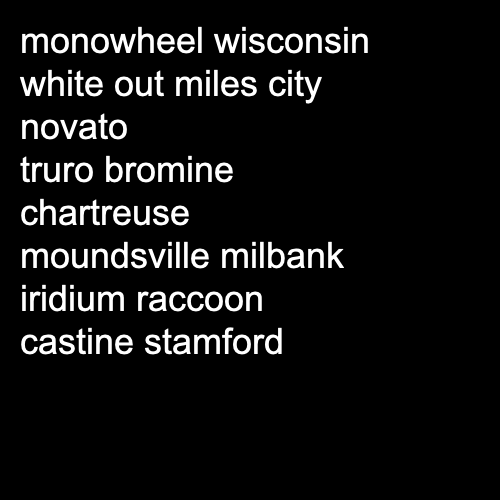 monowheel wisconsin
white out miles city
novato
truro bromine
chartreuse
moundsville milbank
iridium raccoon
castine stamford